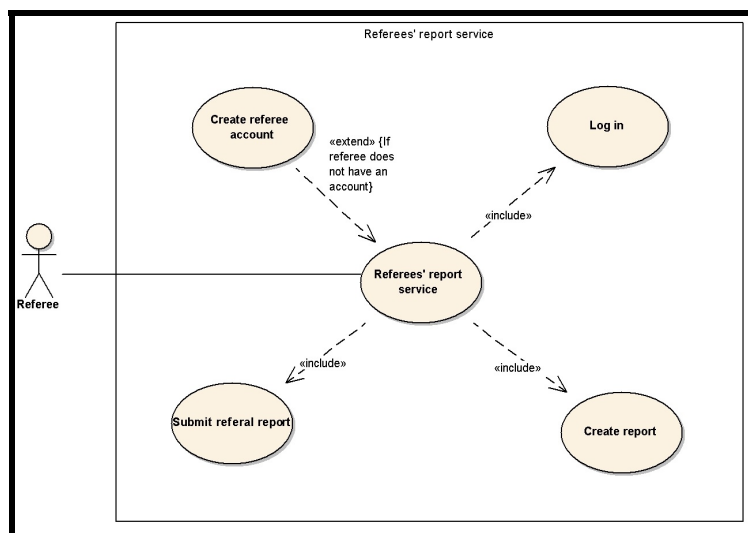 Referees' report service
Create referee
account
Log in
«extend» {If
referee does
not have an
account}
«include»
Referees' report
service
Referee
«include»
«include»
Submit referal report
Create report